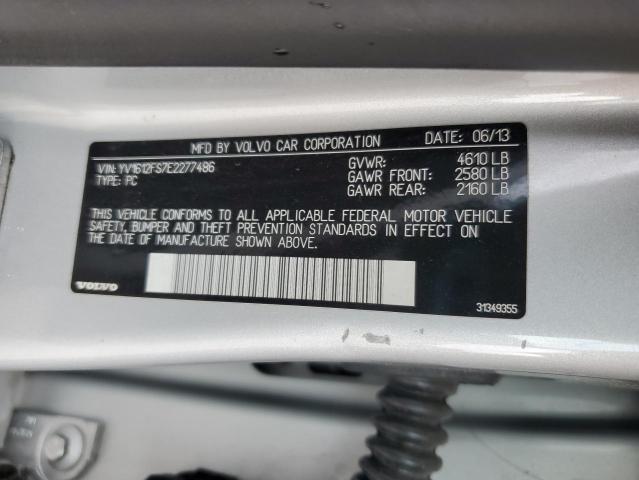 MFD BY VOLVO CAR CORPORATION DATE: 06/13
VIN: YV1612FS7E2277486 GVWR: 4610 LB
TYPE: PC GAWR FRONT: 2580 LB
GAWR REAR: 2160 LB
THIS VEHICLE CONFORMS TO ALL APPLICABLE FEDERAL MOTOR VEHICLE
SAFETY, BUMPER AND THEFT PREVENTION STANDARDS IN EFFECT ON
THE DATE OF MANUFACTURE SHOWN ABOVE.
VOLVO 31349355